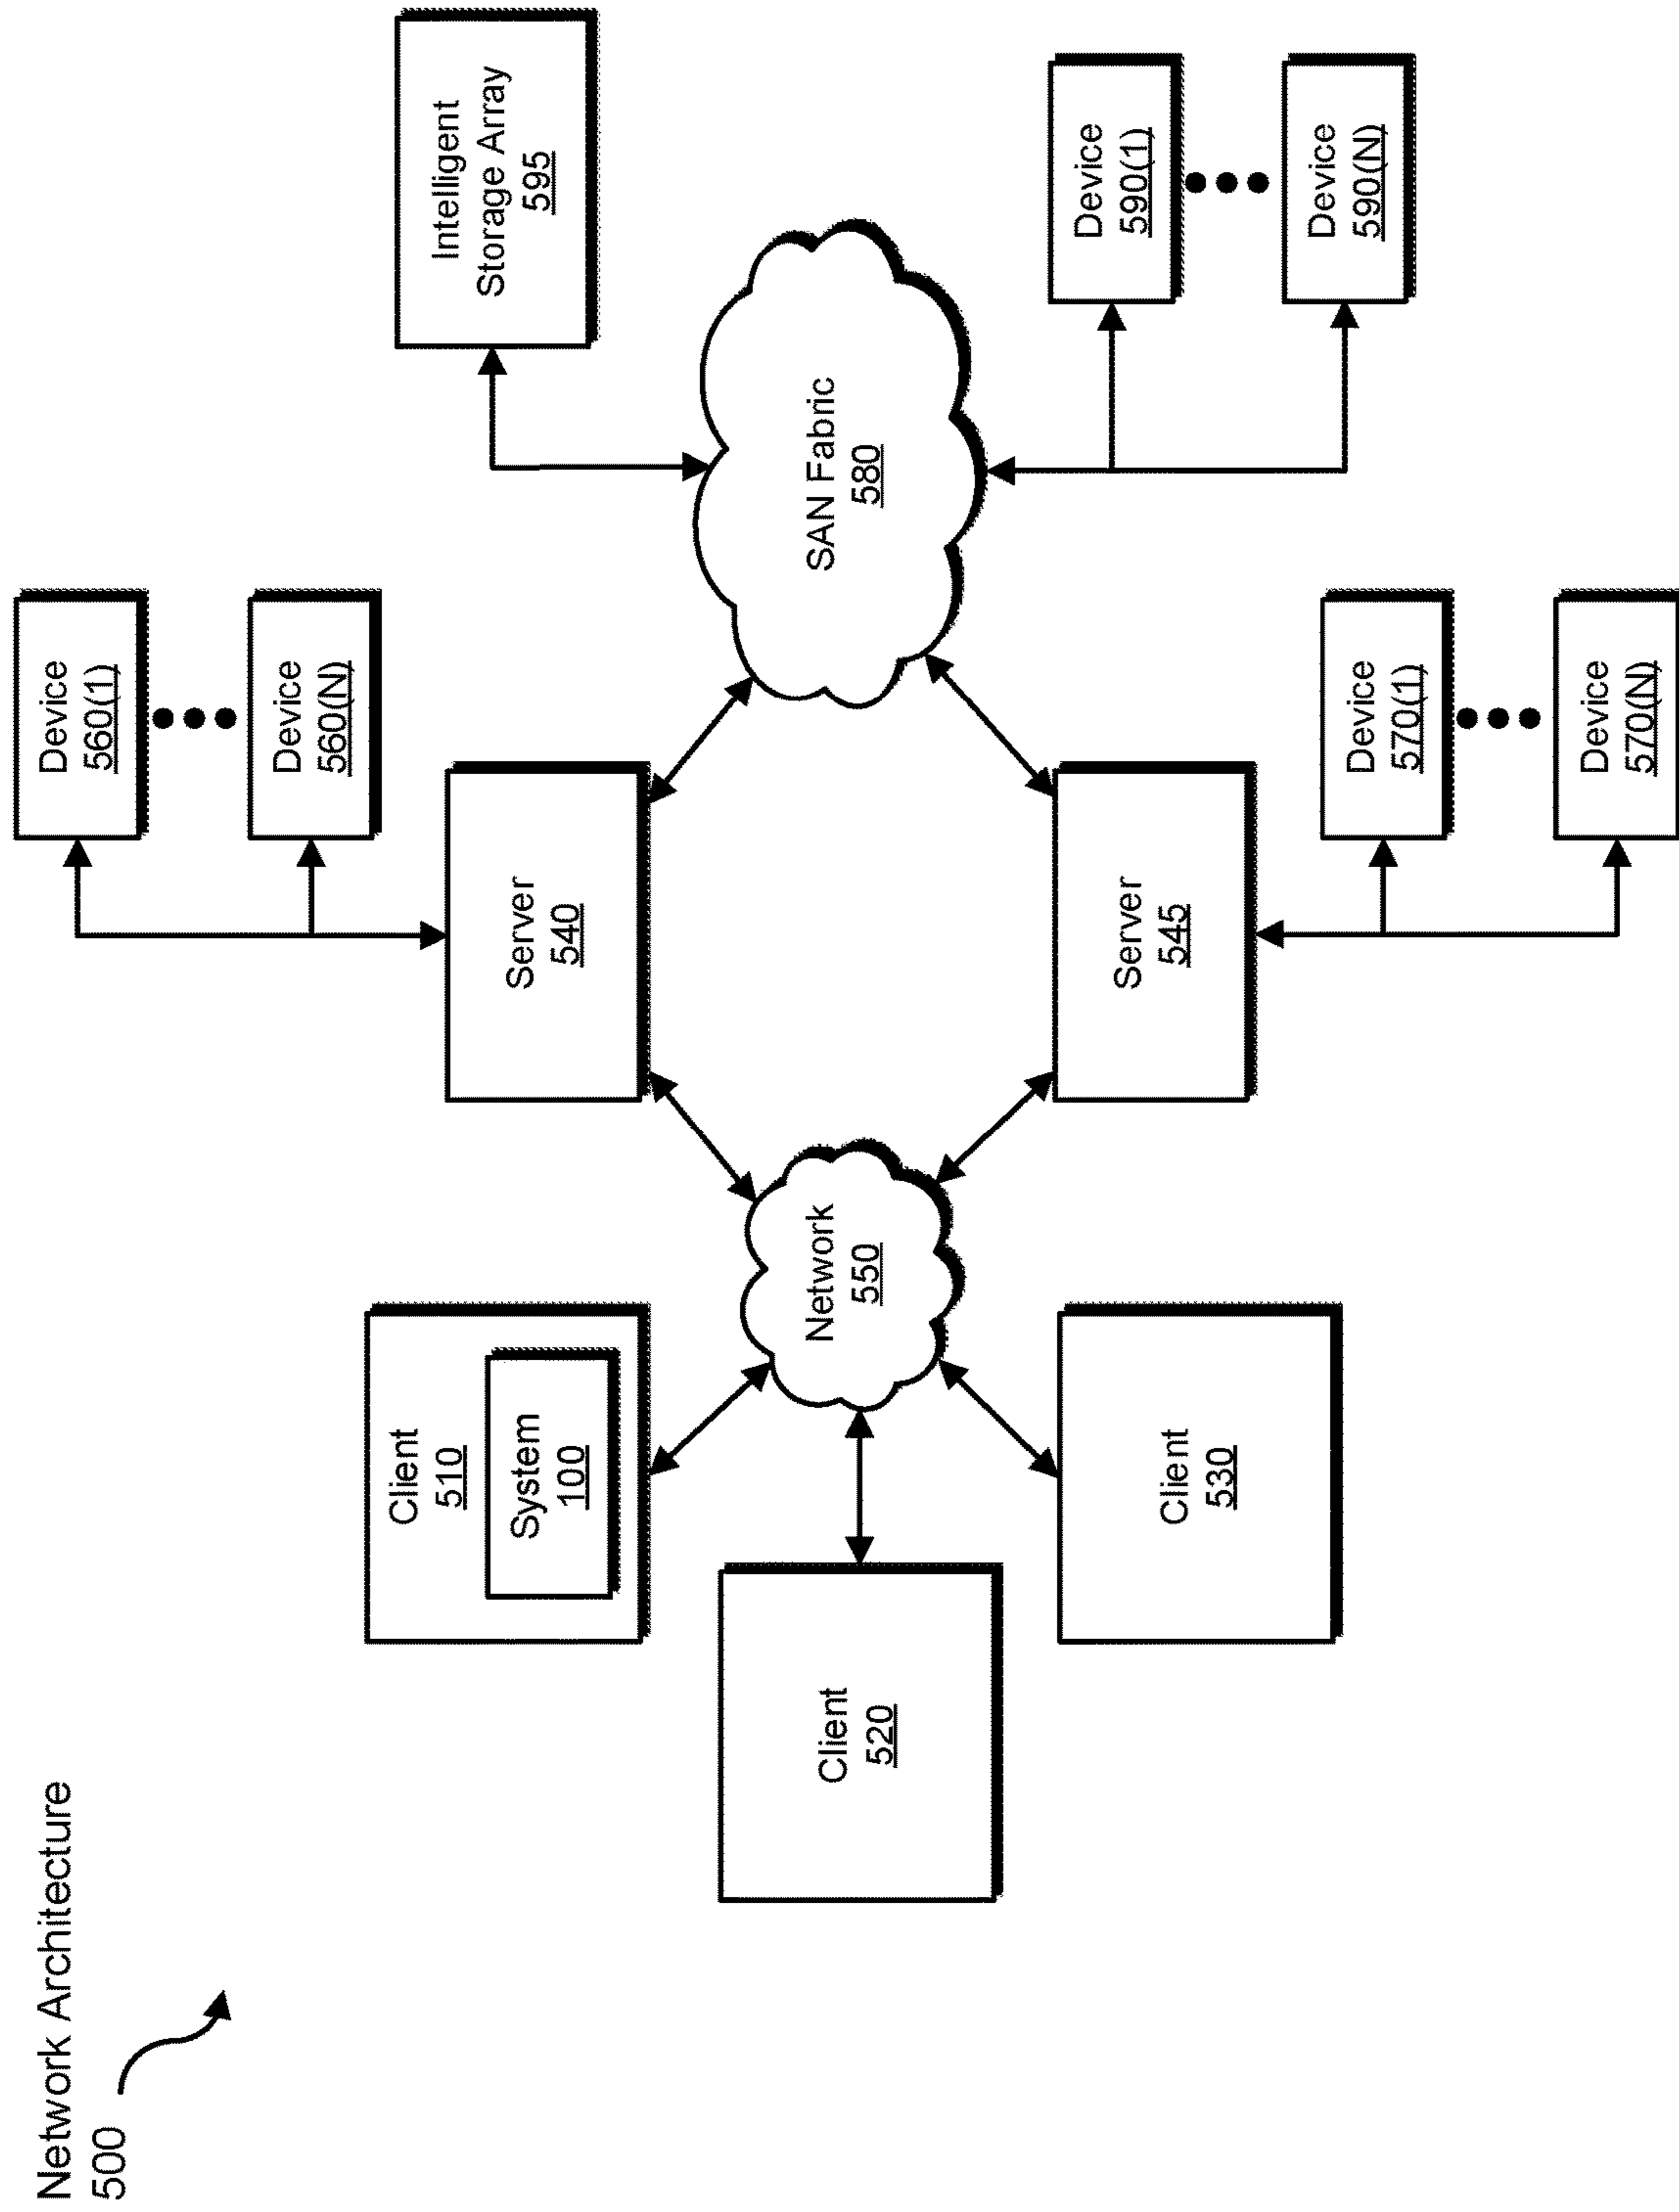 Network Architecture
500
Client
510
System
100
Client
520
Client
530
Network
550
Server
540
Server
545
Device
560(1)
Device
560(N)
Device
570(1)
Device
570(N)
SAN Fabric
580
Intelligent
Storage Array
595
Device
590(1)
Device
590(N)